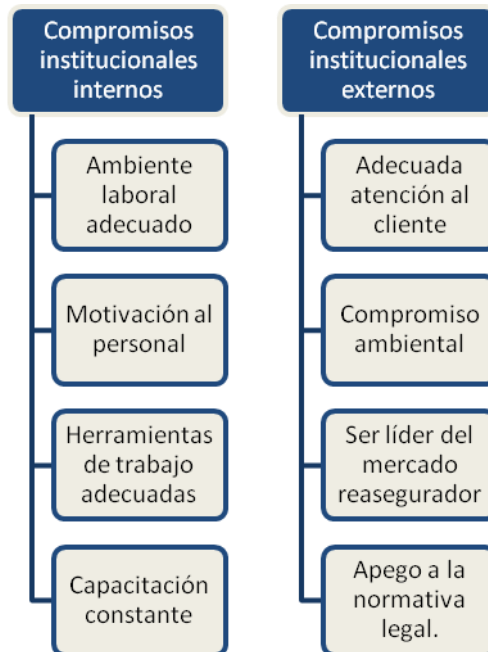 Compromisos
institucionales
internos
Ambiente
laboral
adecuado
Motivación al
personal
Herramientas
de trabajo
adecuadas
Capacitación
constante
Compromisos
institucionales
externos
Adecuada
atención al
cliente
Compromiso
ambiental
Ser líder del
mercado
reasegurador
Apego a la
normativa
legal.